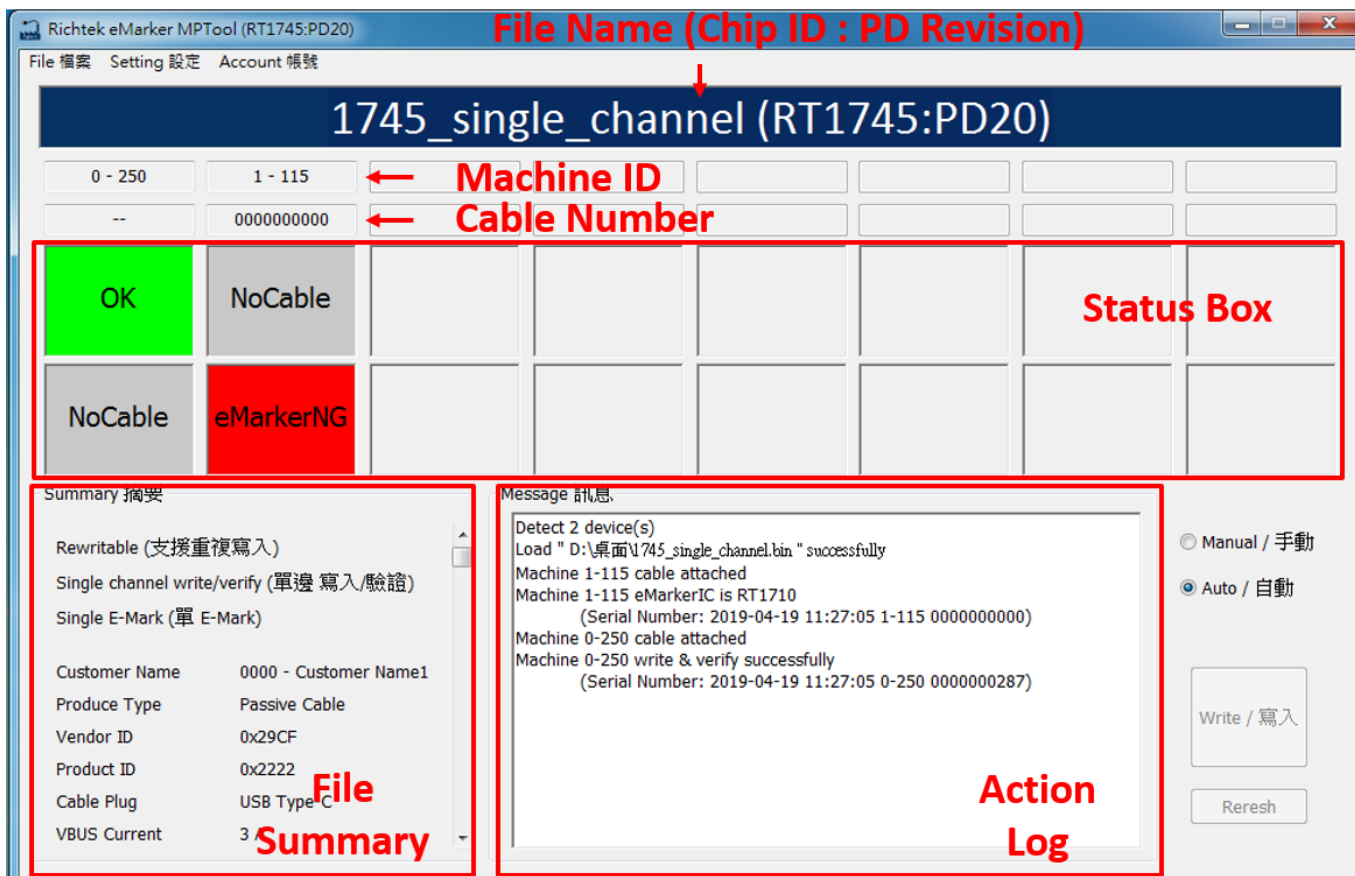 Richtek eMarker MPTool (RT1745:PD20)
File Name (Chip ID : PD Revision)
File 檔案 Setting 設定 Account 帳號
1745_single_channel (RT1745:PD20)
0 - 250 1 - 115 Machine ID
-- 0000000000 Cable Number
OK NoCable Status Box
NoCable eMarkerNG
Summary 摘要
Rewritable (支援重複寫入)
Single channel write/verify (單邊 寫入/驗證)
Single E-Mark (單 E-Mark)
Customer Name 0000 - Customer Name1
Produce Type Passive Cable
Vendor ID 0x29CF
Product ID 0x2222
Cable Plug USB Type-C
VBUS Current 3 A
File
Summary
Message 訊息
Detect 2 device(s)
Load " D:\桌面\1745_single_channel.bin " successfully
Machine 1-115 cable attached
Machine 1-115 eMarkerIC is RT1710
(Serial Number: 2019-04-19 11:27:05 1-115 0000000000)
Machine 0-250 cable attached
Machine 0-250 write & verify successfully
(Serial Number: 2019-04-19 11:27:05 0-250 0000000287)
Action
Log
Manual / 手動
Auto / 自動
Write / 寫入
Reresh